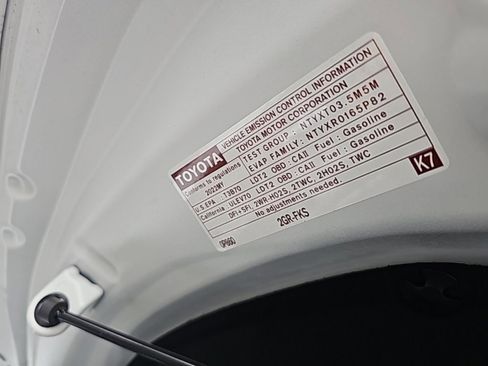 TOYOTA
VEHICLE EMISSION CONTROL INFORMATION
TOYOTA MOTOR CORPORATION
Conforms to regulations
2022MY
TEST GROUP : NTYXT03.5M5M
EVAP FAMILY: NTYXR0165P82
U.S.EPA : T3B70 LDT2 OBD : CAII Fuel : Gasoline
California : ULEV70 LDT2 OBD : CAII Fuel : Gasoline
DFI+SFI, 2WR-HO2S, 2TWC, 2HO2S, TWC
No adjustments needed.
2GR-FKS
K7